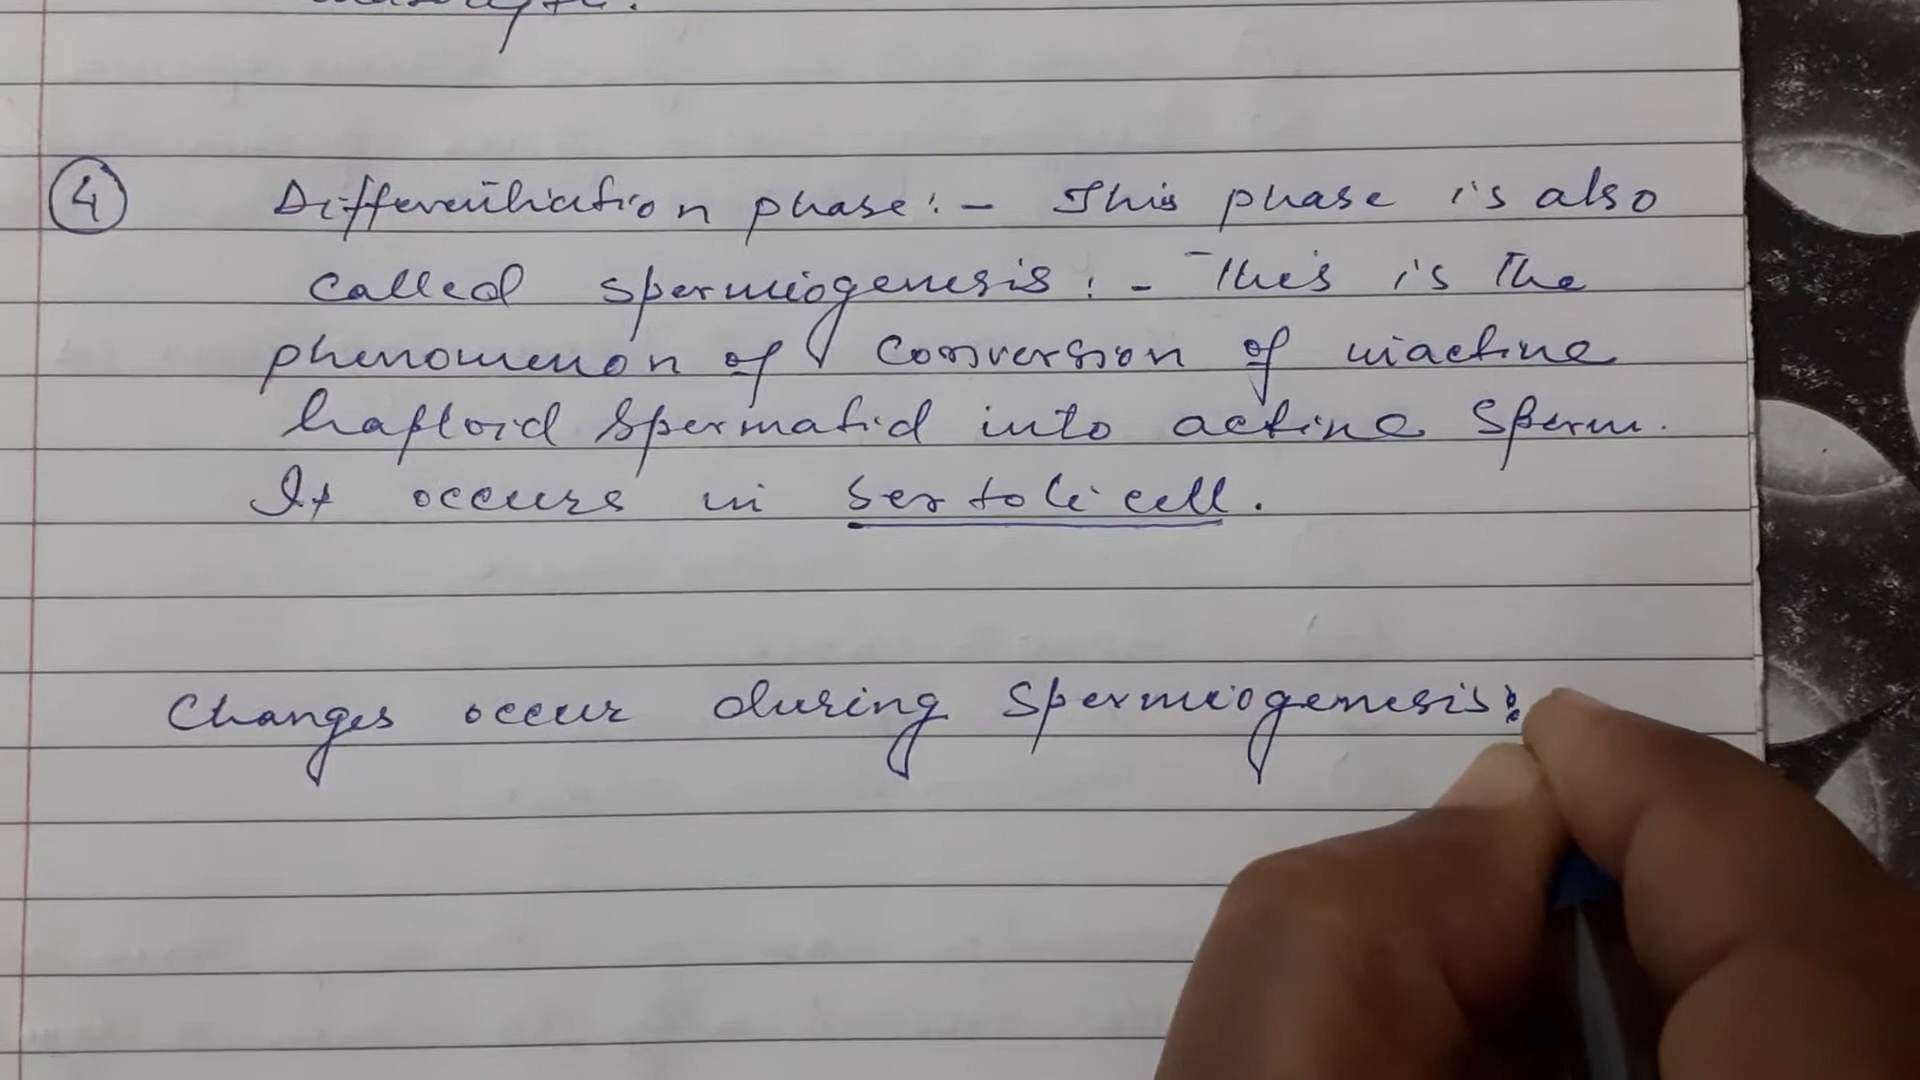 ④ Differentiation phase:- This phase is also
called spermiogenesis:- This is the
phenomenon of conversion of inactive
haploid spermatid into active sperm.
It occurs in Sertoli cell.
Changes occur during Spermiogenesis: